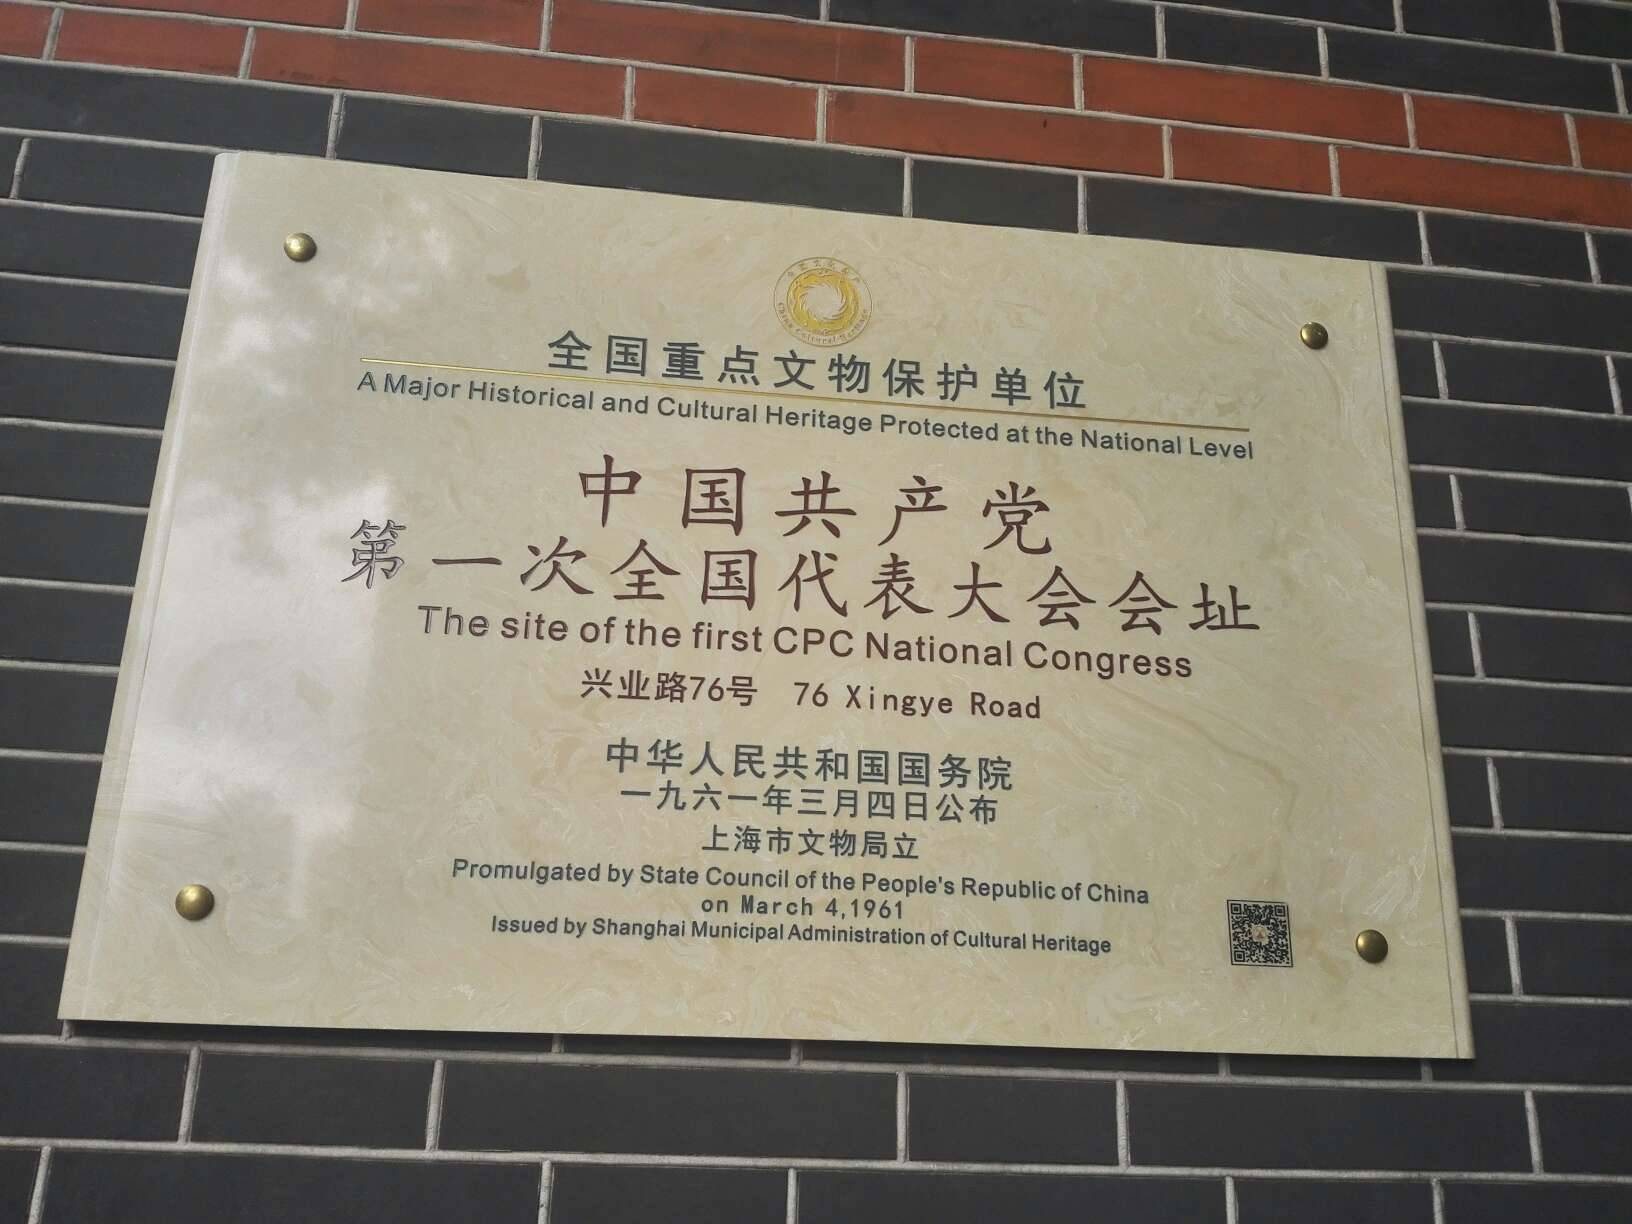 全国重点文物保护单位
A Major Historical and Cultural Heritage Protected at the National Level
中国共产党
第一次全国代表大会会址
The site of the first CPC National Congress
兴业路76号 76 Xingye Road
中华人民共和国国务院
一九六一年三月四日公布
上海市文物局立
Promulgated by State Council of the People's Republic of China
on March 4,1961
Issued by Shanghai Municipal Administration of Cultural Heritage